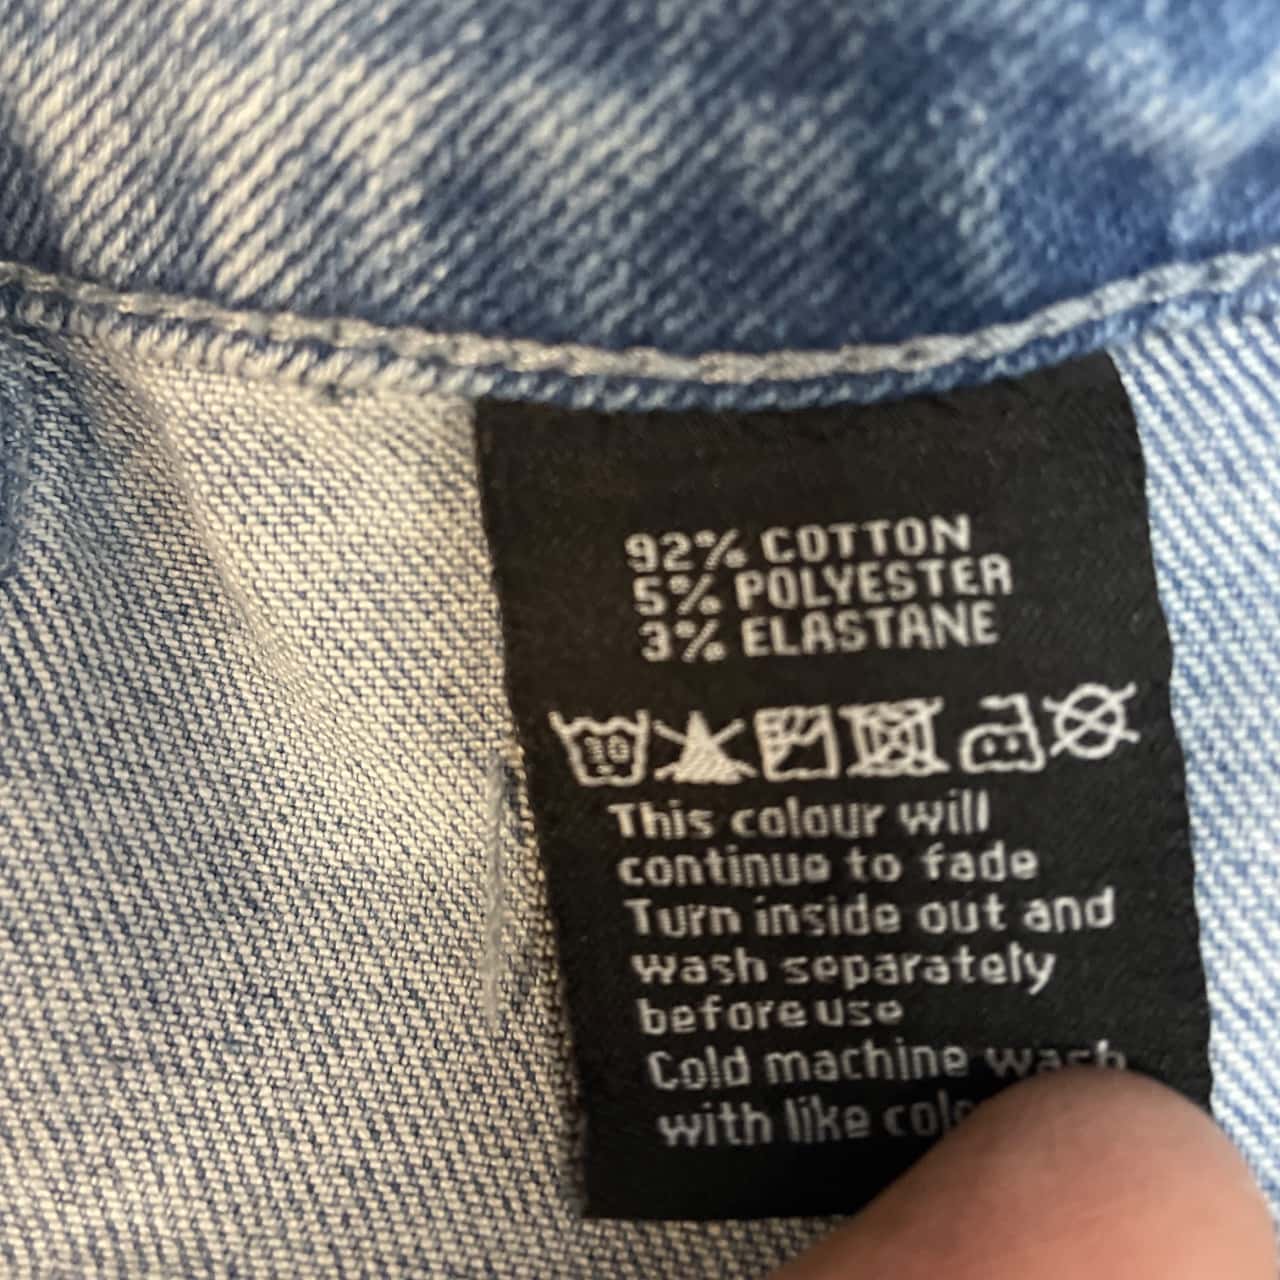 92% COTTON
5% POLYESTER
3% ELASTANE
30
This colour will
continue to fade
Turn inside out and
wash separately
before use
Cold machine wash
with like